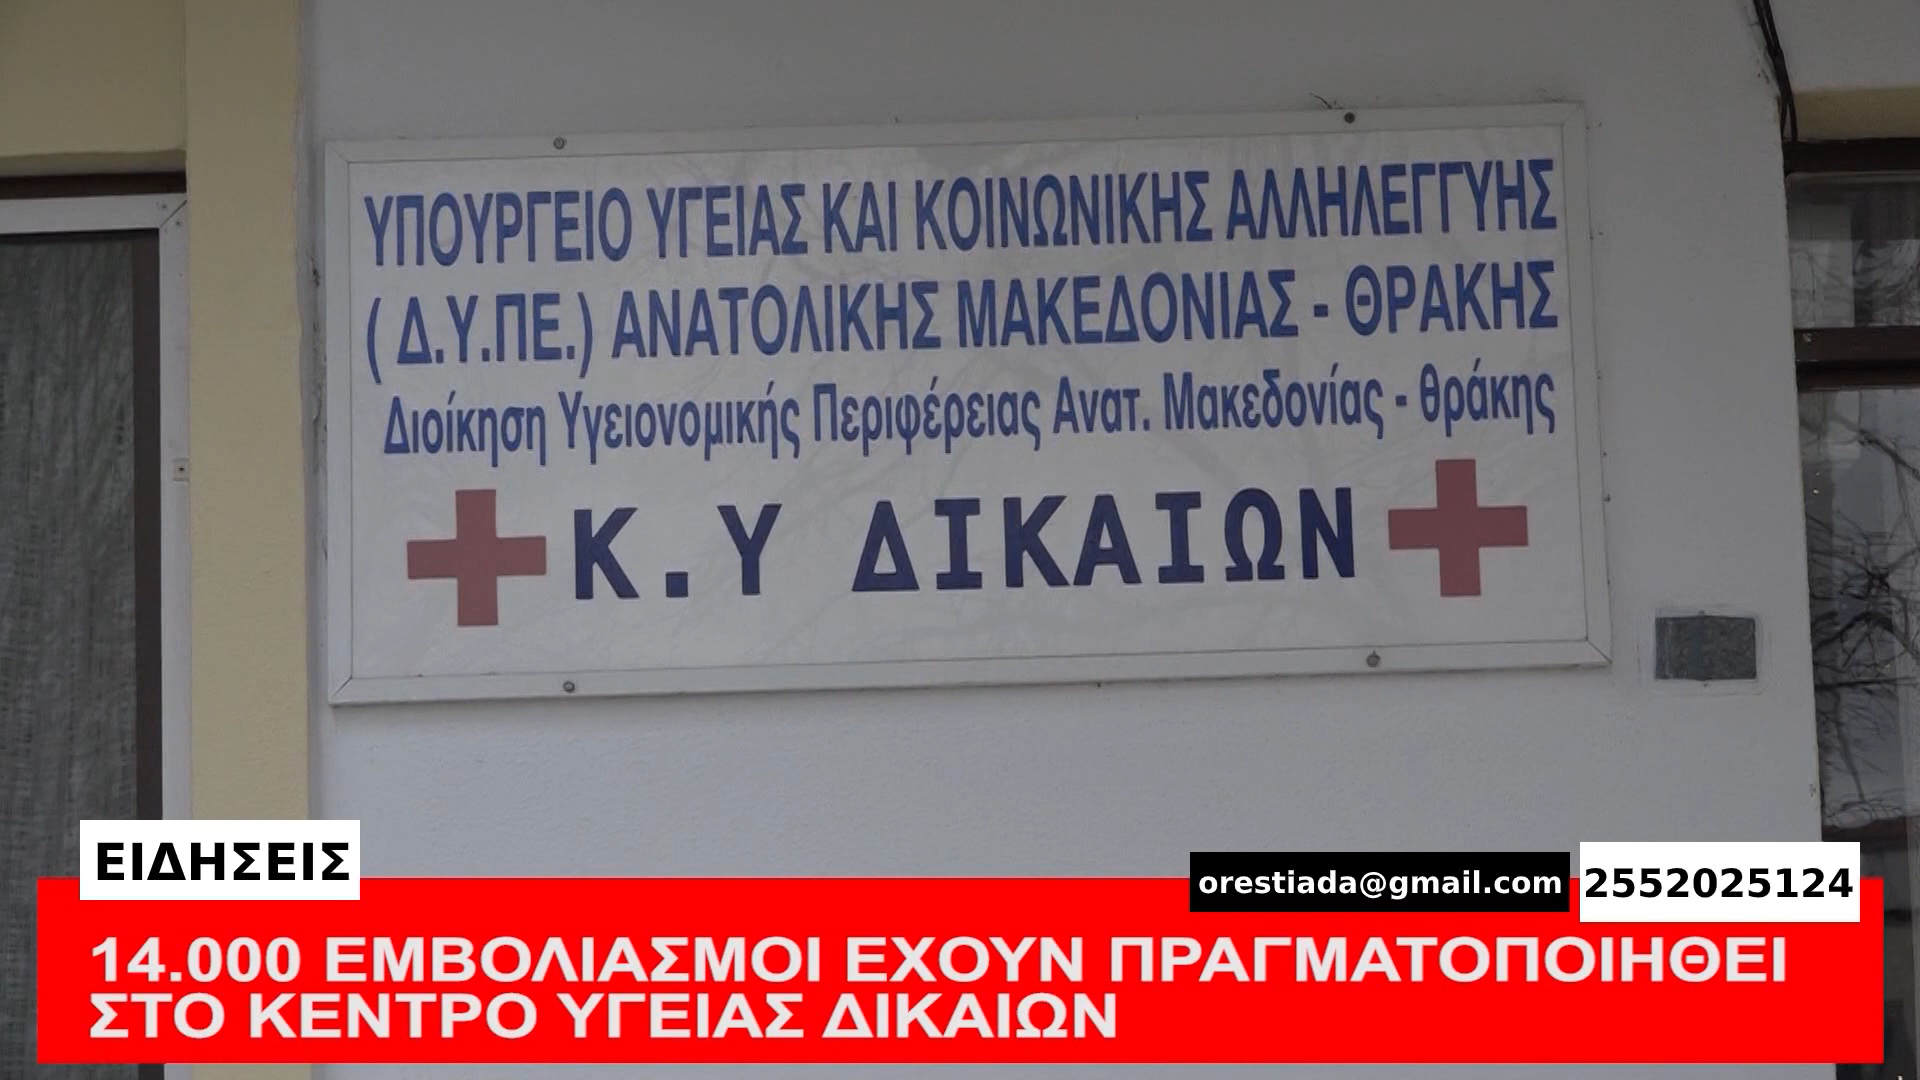 ΥΠΟΥΡΓΕΙΟ ΥΓΕΙΑΣ ΚΑΙ ΚΟΙΝΩΝΙΚΗΣ ΑΛΛΗΛΕΓΓΥΗΣ
( Δ.Υ.ΠΕ.) ΑΝΑΤΟΛΙΚΗΣ ΜΑΚΕΔΟΝΙΑΣ - ΘΡΑΚΗΣ
Διοίκηση Υγειονομικής Περιφέρειας Ανατ. Μακεδονίας - θράκης
Κ.Υ ΔΙΚΑΙΩΝ
ΕΙΔΗΣΕΙΣ
orestiada@gmail.com
2552025124
14.000 ΕΜΒΟΛΙΑΣΜΟΙ ΕΧΟΥΝ ΠΡΑΓΜΑΤΟΠΟΙΗΘΕΙ
ΣΤΟ ΚΕΝΤΡΟ ΥΓΕΙΑΣ ΔΙΚΑΙΩΝ